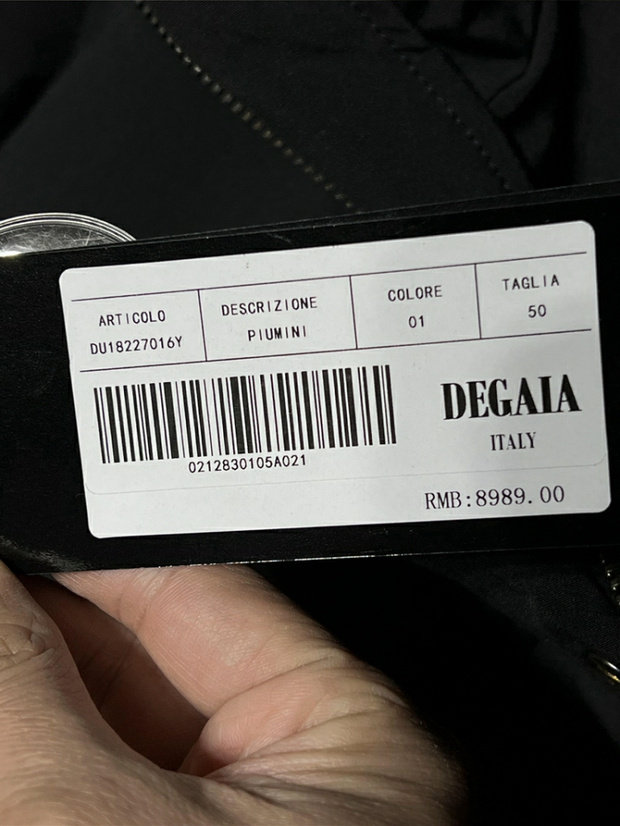 ARTICOLO
DU18227016Y
DESCRIZIONE
PIUMINI
COLORE
01
TAGLIA
50
DEGAIA
ITALY
0212830105A021
RMB:8989.00